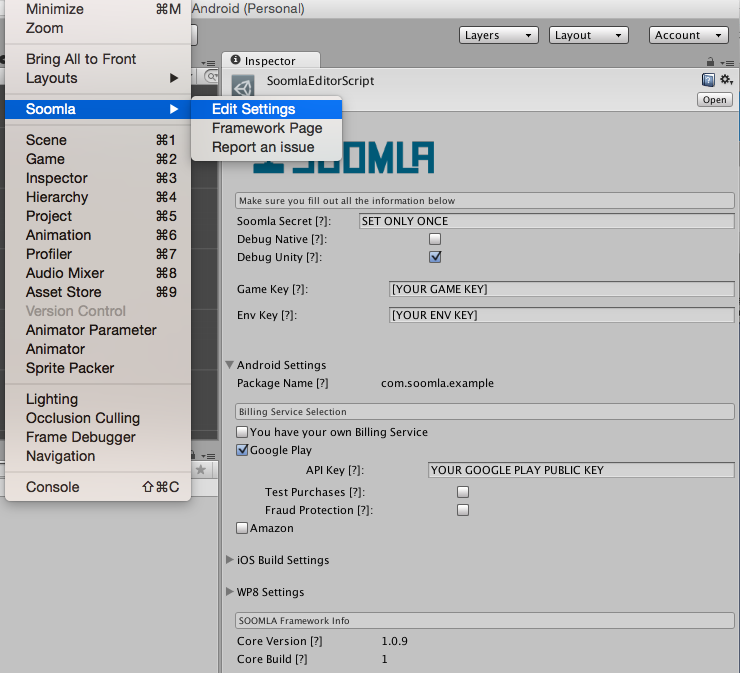 Android (Personal)
Minimize ⌘M
Zoom
Bring All to Front
Layouts
Soomla
Scene ⌘1
Game ⌘2
Inspector ⌘3
Hierarchy ⌘4
Project ⌘5
Animation ⌘6
Profiler ⌘7
Audio Mixer ⌘8
Asset Store ⌘9
Version Control
Animator Parameter
Animator
Sprite Packer
Lighting
Occlusion Culling
Frame Debugger
Navigation
Console ⇧⌘C
Edit Settings
Framework Page
Report an issue
Layers
Layout
Account
Inspector
SoomlaEditorScript
Open
SOOMLA
Make sure you fill out all the information below
Soomla Secret [?]: SET ONLY ONCE
Debug Native [?]:
Debug Unity [?]:
Game Key [?]: [YOUR GAME KEY]
Env Key [?]: [YOUR ENV KEY]
Android Settings
Package Name [?] com.soomla.example
Billing Service Selection
You have your own Billing Service
Google Play
API Key [?]: YOUR GOOGLE PLAY PUBLIC KEY
Test Purchases [?]:
Fraud Protection [?]:
Amazon
iOS Build Settings
WP8 Settings
SOOMLA Framework Info
Core Version [?] 1.0.9
Core Build [?] 1